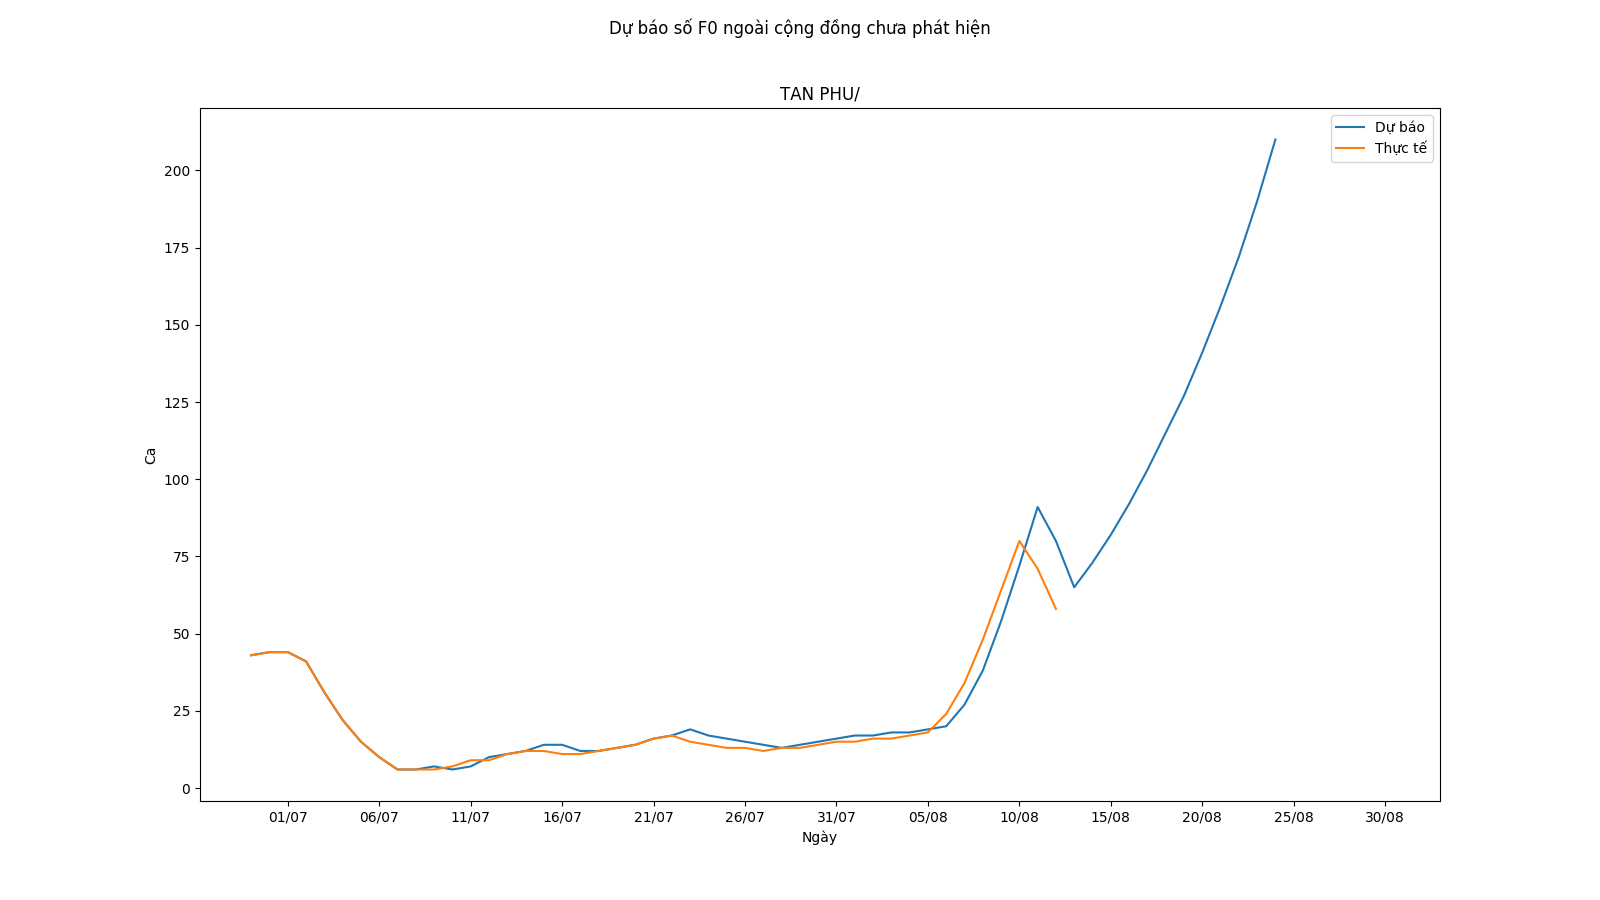 Dự báo số F0 ngoài cộng đồng chưa phát hiện
TAN PHU/
Dự báo
Thực tế
200
175
150
125
100
75
50
25
0
Ca
01/07 06/07 11/07 16/07 21/07 26/07 31/07 05/08 10/08 15/08 20/08 25/08 30/08
Ngày